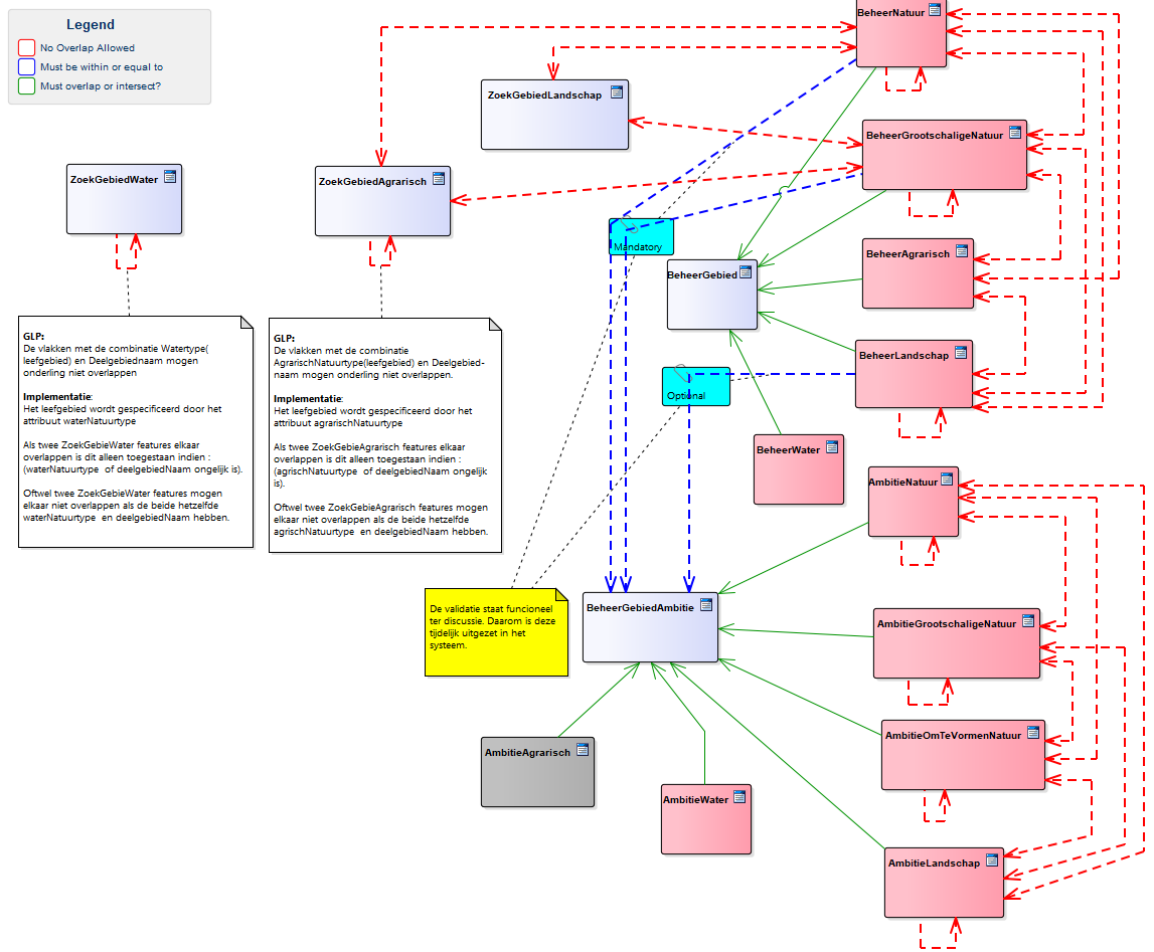 Legend
No Overlap Allowed
Must be within or equal to
Must overlap or intersect?
BeheerNatuur
ZoekGebiedLandschap
BeheerGrootschaligeNatuur
ZoekGebiedWater
ZoekGebiedAgrarisch
Mandatory
BeheerGebied
BeheerAgrarisch
GLP:
De vlakken met de combinatie Watertype(
leefgebied) en Deelgebiednaam mogen
onderling niet overlappen
Implementatie:
Het leefgebied wordt gespecificeerd door het
attribuut waterNatuurtype
Als twee ZoekGebieWater features elkaar
overlappen is dit alleen toegestaan indien :
(waterNatuurtype of deelgebiedNaam ongelijk is).
Oftwel twee ZoekGebieWater features mogen
elkaar niet overlappen als de beide hetzelfde
waterNatuurtype en deelgebiedNaam hebben.
GLP:
De vlakken met de combinatie
AgrarischNatuurtype(leefgebied) en Deelgebied-
naam mogen onderling niet overlappen.
Implementatie:
Het leefgebied wordt gespecificeerd door het
attribuut agrarischNatuurtype
Als twee ZoekGebieAgrarisch features elkaar
overlappen is dit alleen toegestaan indien :
(agrischNatuurtype of deelgebiedNaam ongelijk
is).
Oftwel twee ZoekGebieAgrarisch features mogen
elkaar niet overlappen als de beide hetzelfde
agrischNatuurtype en deelgebiedNaam hebben.
BeheerLandschap
Optional
BeheerWater
AmbitieNatuur
De validatie staat functioneel
ter discussie. Daarom is deze
tijdelijk uitgezet in het
systeem.
BeheerGebiedAmbitie
AmbitieGrootschaligeNatuur
AmbitieOmTeVormenNatuur
AmbitieAgrarisch
AmbitieWater
AmbitieLandschap